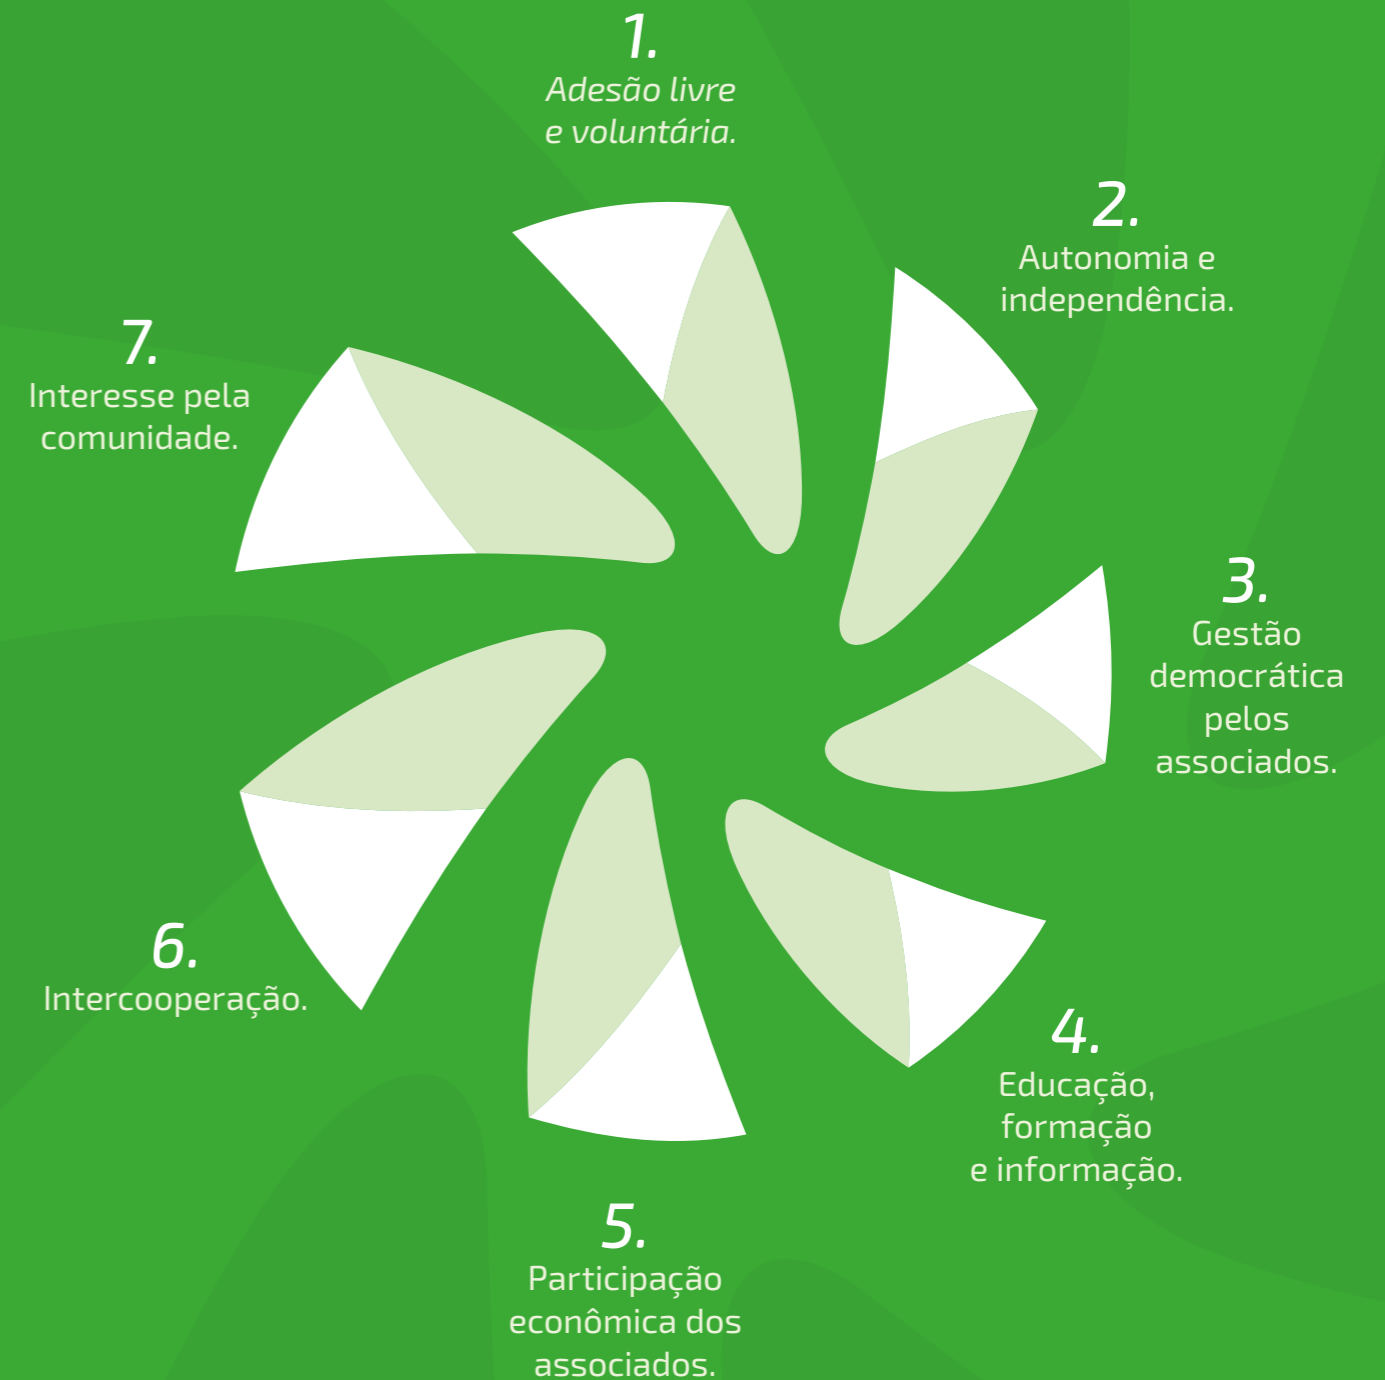 1.
Adesão livre
e voluntária.
2.
Autonomia e
independência.
3.
Gestão
democrática
pelos
associados.
4.
Educação,
formação
e informação.
5.
Participação
econômica dos
associados.
6.
Intercooperação.
7.
Interesse pela
comunidade.